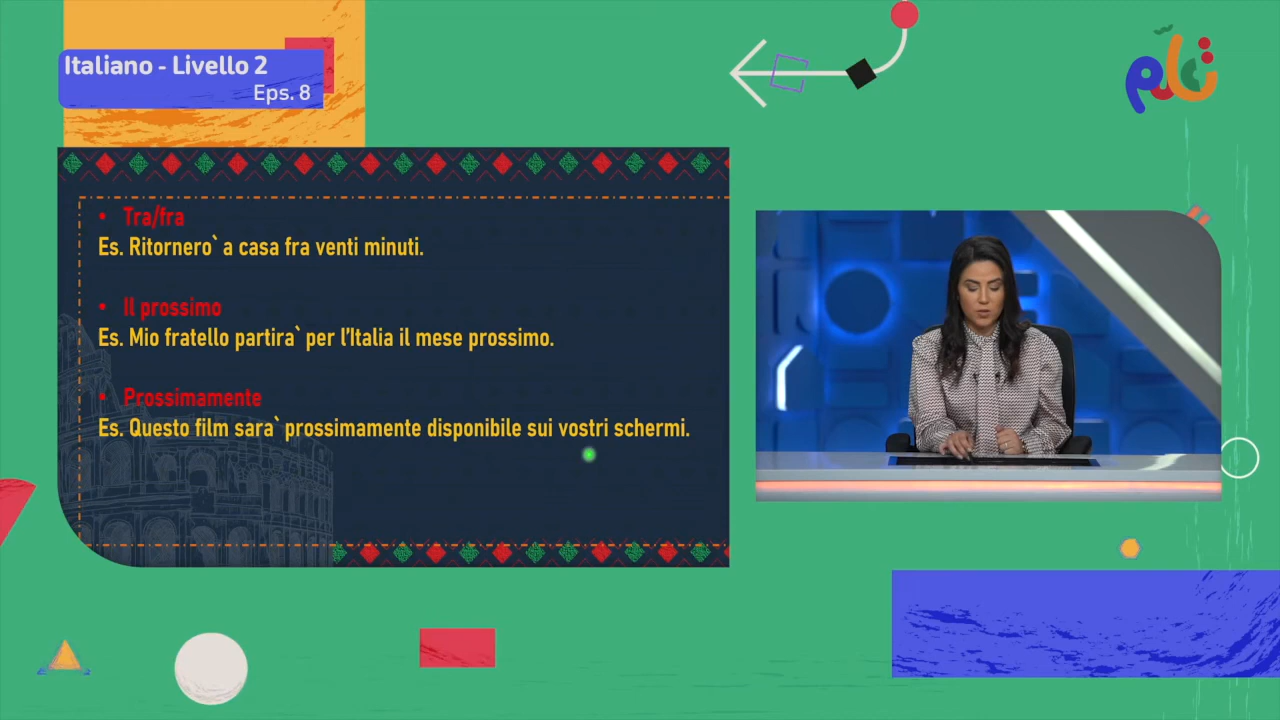 Italiano - Livello 2
Eps. 8
تكلم
• Tra/fra
Es. Ritornero` a casa fra venti minuti.
• Il prossimo
Es. Mio fratello partira` per l’Italia il mese prossimo.
• Prossimamente
Es. Questo film sara` prossimamente disponibile sui vostri schermi.